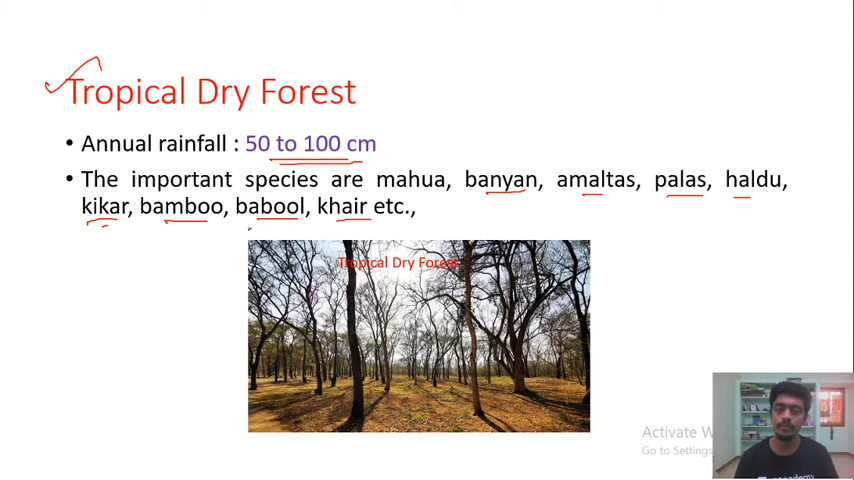 Tropical Dry Forest
• Annual rainfall : 50 to 100 cm
• The important species are mahua, banyan, amaltas, palas, haldu,
kikar, bamboo, babool, khair etc.,
Tropical Dry Forest
Activate
Go to Settings